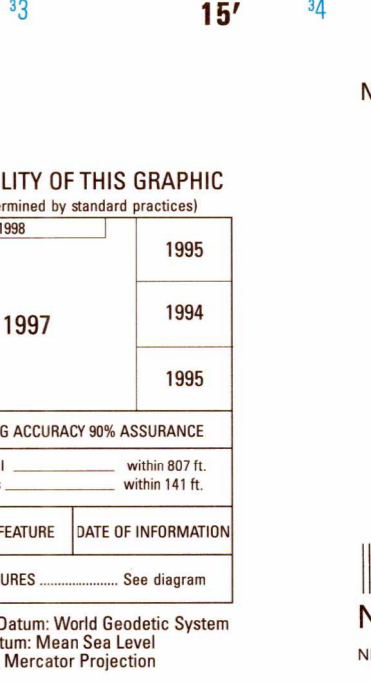 33 15′ 34
LITY OF THIS GRAPHIC
ermined by standard practices)
1998
1995
1997
1994
1995
G ACCURACY 90% ASSURANCE
within 807 ft.
within 141 ft.
FEATURE DATE OF INFORMATION
URES ...................... See diagram
Datum: World Geodetic System
tum: Mean Sea Level
Mercator Projection